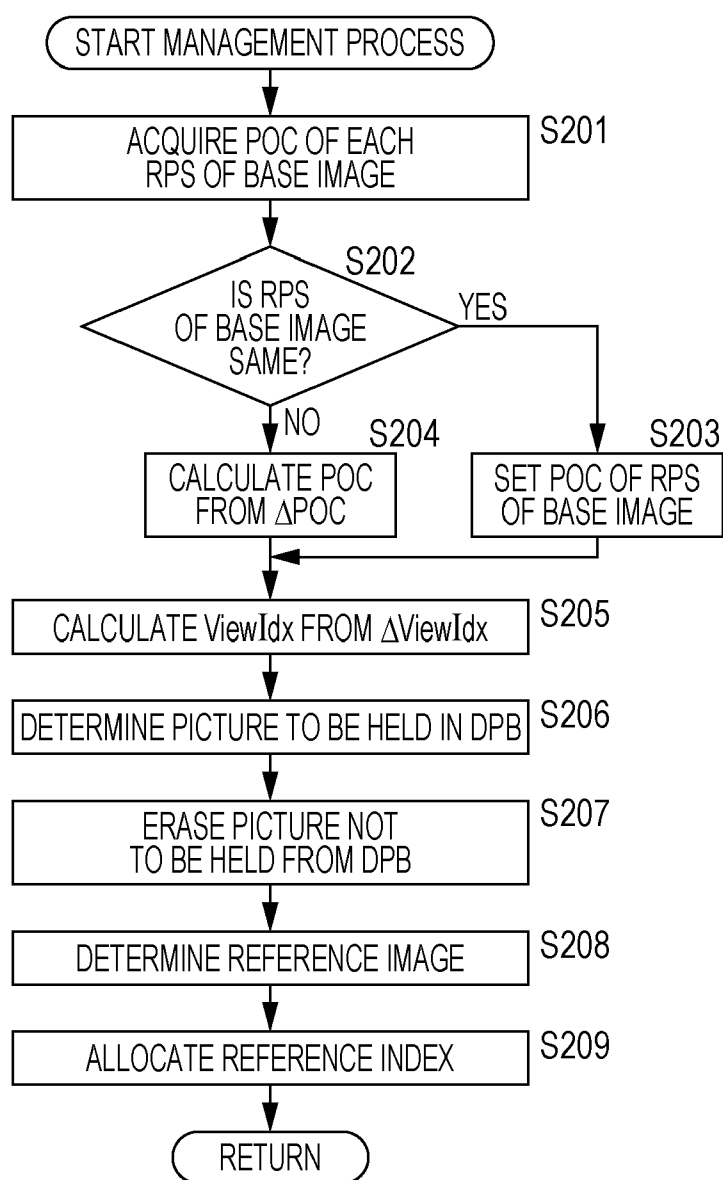 START MANAGEMENT PROCESS
S201
ACQUIRE POC OF EACH
RPS OF BASE IMAGE
S202
IS RPS
OF BASE IMAGE
SAME?
YES
NO
S204
CALCULATE POC
FROM ΔPOC
S203
SET POC OF RPS
OF BASE IMAGE
S205
CALCULATE ViewIdx FROM ΔViewIdx
S206
DETERMINE PICTURE TO BE HELD IN DPB
S207
ERASE PICTURE NOT
TO BE HELD FROM DPB
S208
DETERMINE REFERENCE IMAGE
S209
ALLOCATE REFERENCE INDEX
RETURN